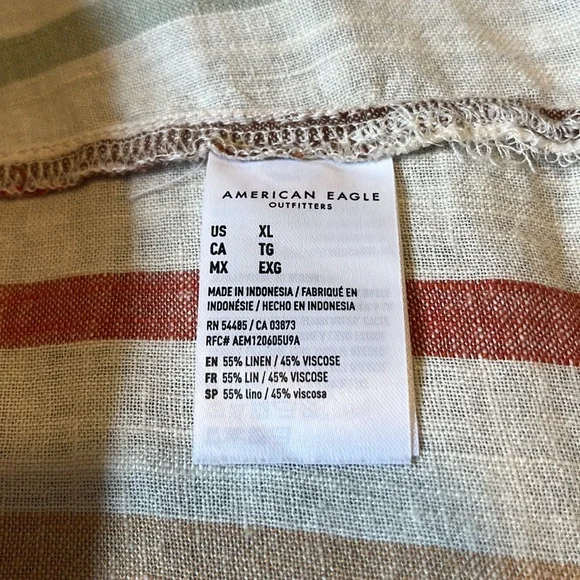 AMERICAN EAGLE
OUTFITTERS
US XL
CA TG
MX EXG
MADE IN INDONESIA / FABRIQUÉ EN
INDONÉSIE / HECHO EN INDONESIA
RN 54485 / CA 03873
RFC# AEM120605U9A
EN 55% LINEN / 45% VISCOSE
FR 55% LIN / 45% VISCOSE
SP 55% lino / 45% viscosa